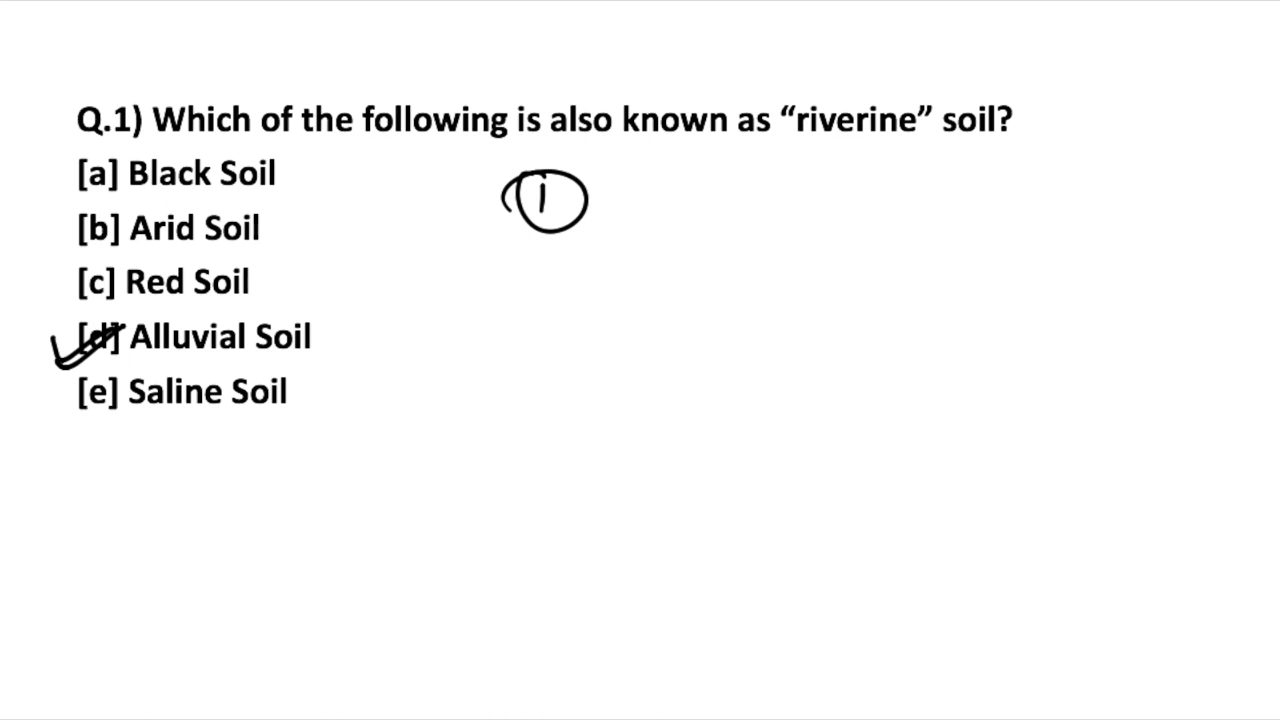 Q.1) Which of the following is also known as “riverine” soil?
[a] Black Soil
1
[b] Arid Soil
[c] Red Soil
[d] Alluvial Soil
[e] Saline Soil